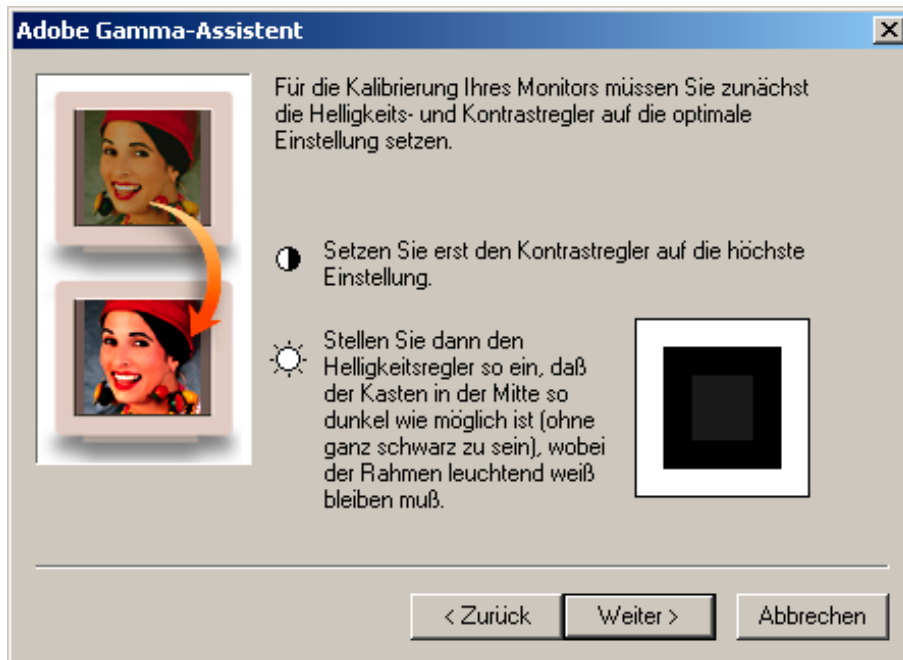 Adobe Gamma-Assistent
Für die Kalibrierung Ihres Monitors müssen Sie zunächst
die Helligkeits- und Kontrastregler auf die optimale
Einstellung setzen.
Setzen Sie erst den Kontrastregler auf die höchste
Einstellung.
Stellen Sie dann den
Helligkeitsregler so ein, daß
der Kasten in der Mitte so
dunkel wie möglich ist (ohne
ganz schwarz zu sein), wobei
der Rahmen leuchtend weiß
bleiben muß.
< Zurück
Weiter >
Abbrechen